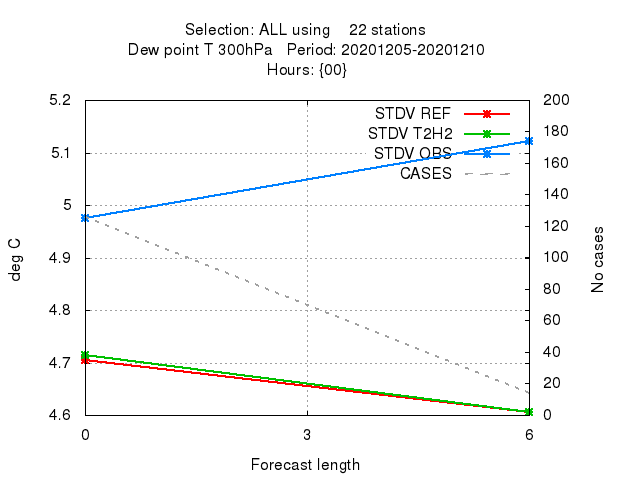 Selection: ALL using    22 stations
Dew point T 300hPa   Period: 20201205-20201210
Hours: {00}
5.2
5.1
5
4.9
4.8
4.7
4.6
deg C
STDV REF
STDV T2H2
STDV OBS
CASES
200
180
160
140
120
100
80
60
40
20
0
No cases
0
3
6
Forecast length